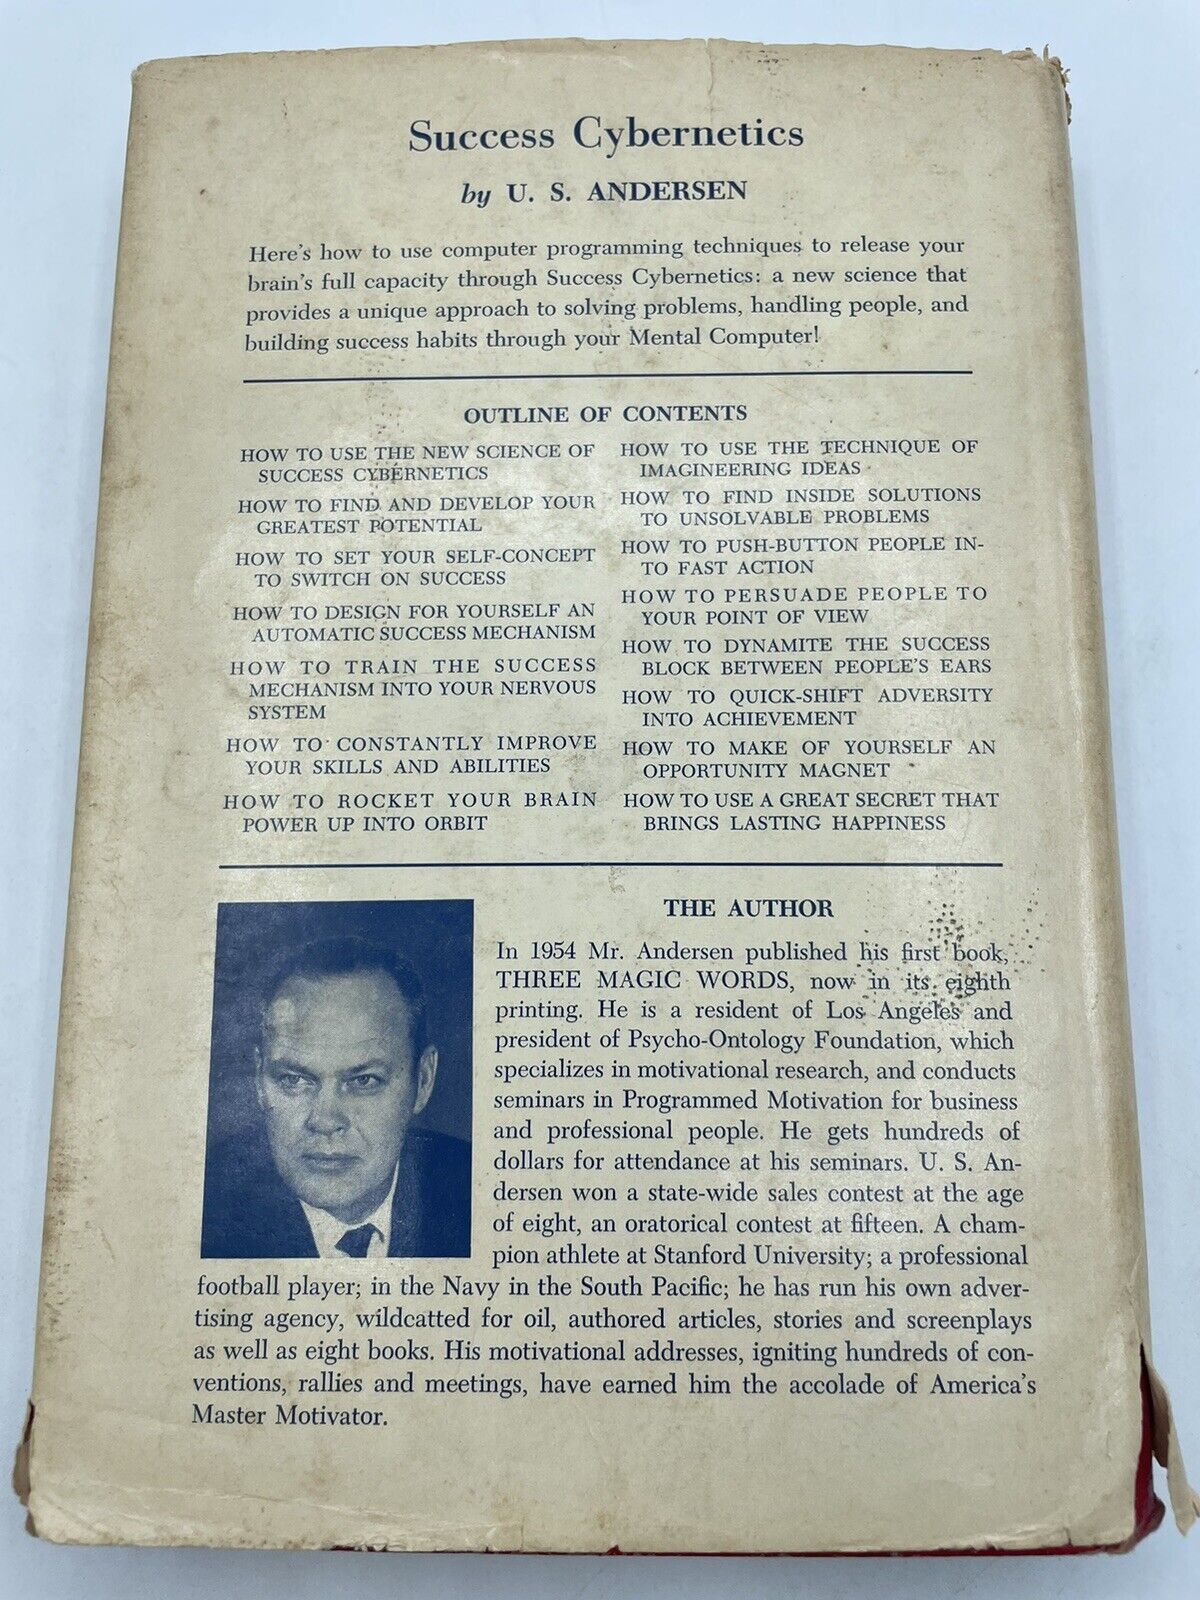 Success Cybernetics
by U. S. ANDERSEN
Here's how to use computer programming techniques to release your
brain's full capacity through Success Cybernetics: a new science that
provides a unique approach to solving problems, handling people, and
building success habits through your Mental Computer!
OUTLINE OF CONTENTS
HOW TO USE THE NEW SCIENCE OF
SUCCESS CYBERNETICS
HOW TO FIND AND DEVELOP YOUR
GREATEST POTENTIAL
HOW TO SET YOUR SELF-CONCEPT
TO SWITCH ON SUCCESS
HOW TO DESIGN FOR YOURSELF AN
AUTOMATIC SUCCESS MECHANISM
HOW TO TRAIN THE SUCCESS
MECHANISM INTO YOUR NERVOUS
SYSTEM
HOW TO CONSTANTLY IMPROVE
YOUR SKILLS AND ABILITIES
HOW TO ROCKET YOUR BRAIN
POWER UP INTO ORBIT
HOW TO USE THE TECHNIQUE OF
IMAGINEERING IDEAS
HOW TO FIND INSIDE SOLUTIONS
TO UNSOLVABLE PROBLEMS
HOW TO PUSH-BUTTON PEOPLE IN-
TO FAST ACTION
HOW TO PERSUADE PEOPLE TO
YOUR POINT OF VIEW
HOW TO DYNAMITE THE SUCCESS
BLOCK BETWEEN PEOPLE'S EARS
HOW TO QUICK-SHIFT ADVERSITY
INTO ACHIEVEMENT
HOW TO MAKE OF YOURSELF AN
OPPORTUNITY MAGNET
HOW TO USE A GREAT SECRET THAT
BRINGS LASTING HAPPINESS
THE AUTHOR
In 1954 Mr. Andersen published his first book,
THREE MAGIC WORDS, now in its eighth
printing. He is a resident of Los Angeles and
president of Psycho-Ontology Foundation, which
specializes in motivational research, and conducts
seminars in Programmed Motivation for business
and professional people. He gets hundreds of
dollars for attendance at his seminars. U. S. An-
dersen won a state-wide sales contest at the age
of eight, an oratorical contest at fifteen. A cham-
pion athlete at Stanford University; a professional
football player; in the Navy in the South Pacific; he has run his own adver-
tising agency, wildcatted for oil, authored articles, stories and screenplays
as well as eight books. His motivational addresses, igniting hundreds of con-
ventions, rallies and meetings, have earned him the accolade of America's
Master Motivator.